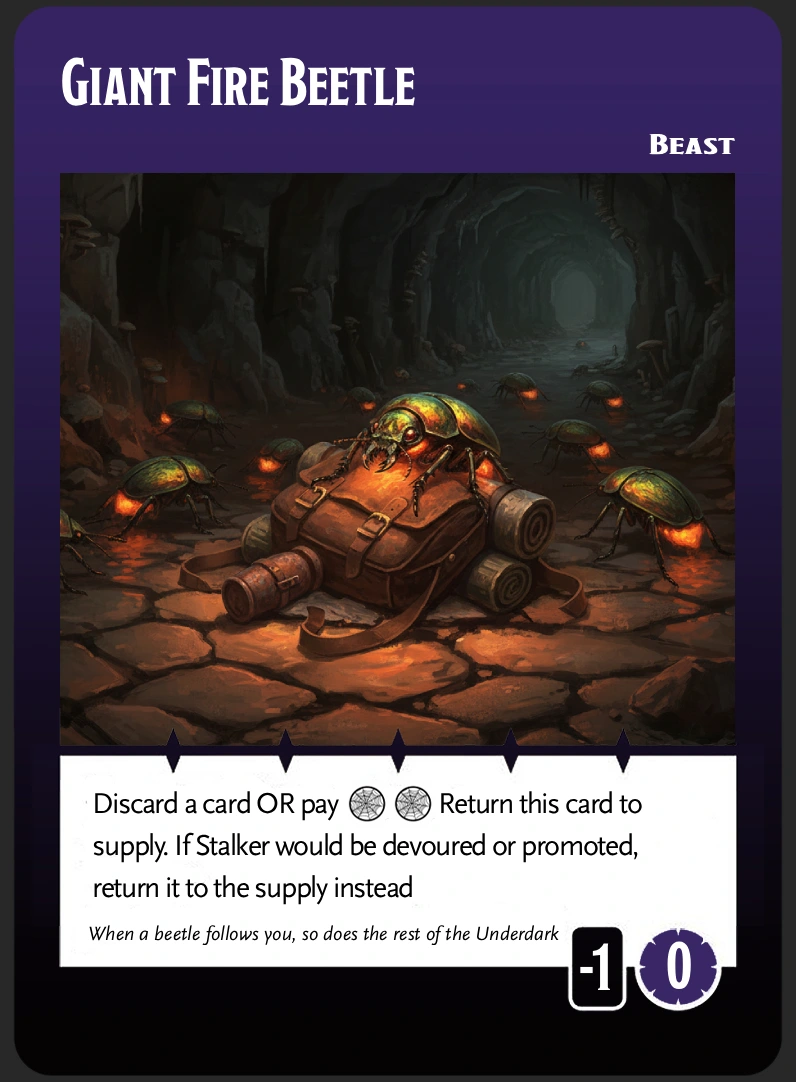 Giant Fire Beetle
Beast
Discard a card OR pay Return this card to
supply. If Stalker would be devoured or promoted,
return it to the supply instead
When a beetle follows you, so does the rest of the Underdark
-1
0